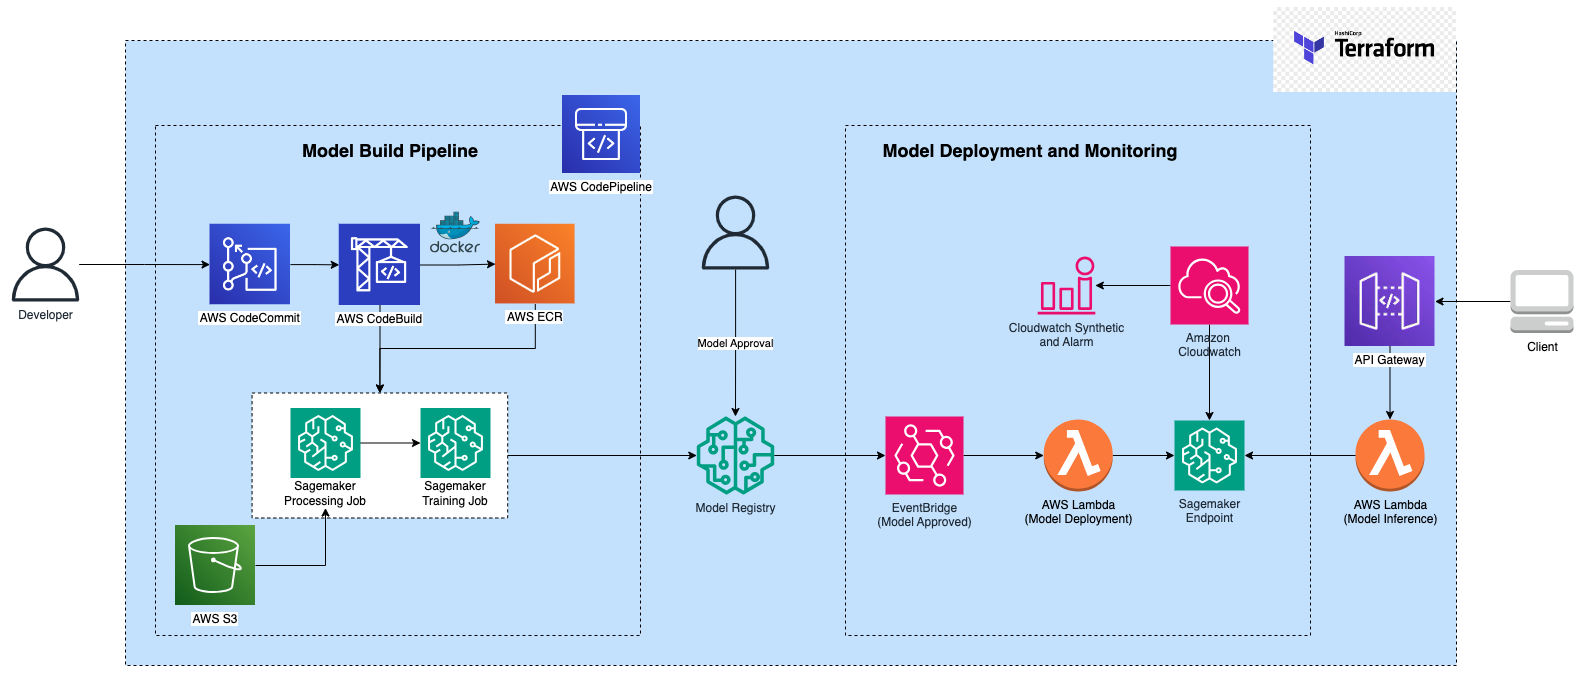 HashiCorp
Terraform
Model Build Pipeline
AWS CodePipeline
Model Deployment and Monitoring
docker
Developer
AWS CodeCommit
AWS CodeBuild
AWS ECR
Model Approval
Cloudwatch Synthetic
and Alarm
Amazon
Cloudwatch
API Gateway
Client
Sagemaker
Processing Job
Sagemaker
Training Job
Model Registry
EventBridge
(Model Approved)
AWS Lambda
(Model Deployment)
Sagemaker
Endpoint
AWS Lambda
(Model Inference)
AWS S3